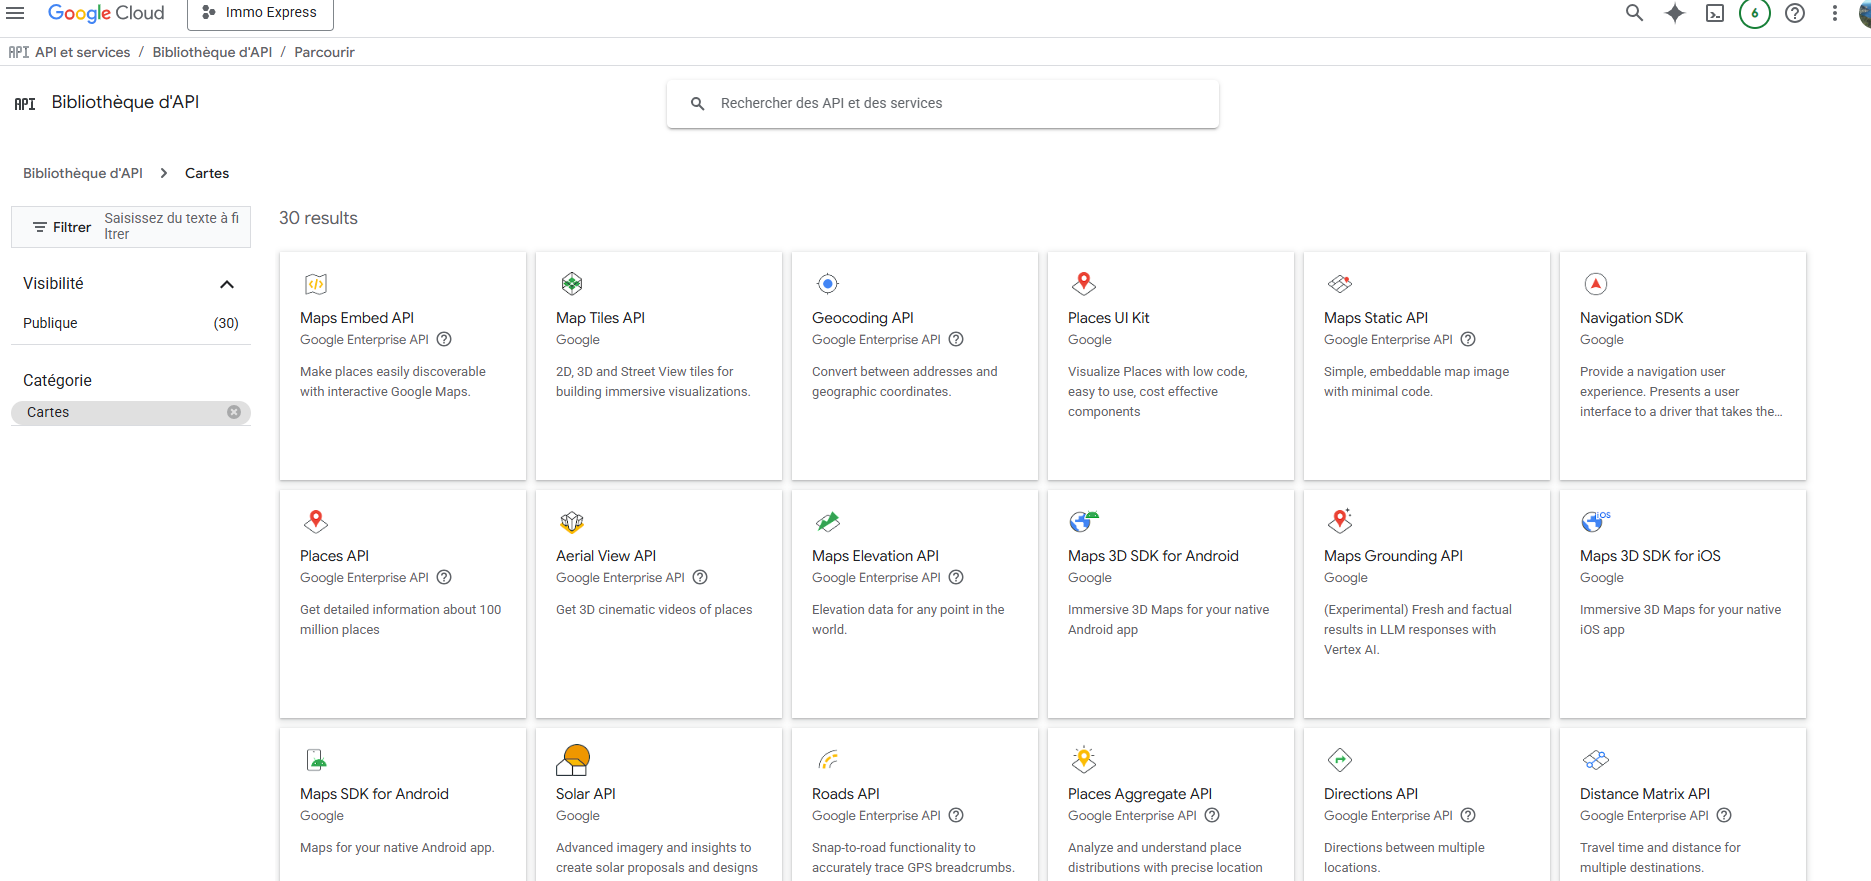 Google Cloud
Immo Express
6
API API et services / Bibliothèque d'API / Parcourir
API Bibliothèque d'API
Rechercher des API et des services
Bibliothèque d'API > Cartes
Filtrer
Saisissez du texte à fi
ltrer
Visibilité
Publique (30)
Catégorie
Cartes
30 results
Maps Embed API
Google Enterprise API
Make places easily discoverable
with interactive Google Maps.
Map Tiles API
Google
2D, 3D and Street View tiles for
building immersive visualizations.
Geocoding API
Google Enterprise API
Convert between addresses and
geographic coordinates.
Places UI Kit
Google
Visualize Places with low code,
easy to use, cost effective
components
Maps Static API
Google Enterprise API
Simple, embeddable map image
with minimal code.
Navigation SDK
Google
Provide a navigation user
experience. Presents a user
interface to a driver that takes the...
Places API
Google Enterprise API
Get detailed information about 100
million places
Aerial View API
Google Enterprise API
Get 3D cinematic videos of places
Maps Elevation API
Google Enterprise API
Elevation data for any point in the
world.
Maps 3D SDK for Android
Google
Immersive 3D Maps for your native
Android app
Maps Grounding API
Google
(Experimental) Fresh and factual
results in LLM responses with
Vertex AI.
iOS
Maps 3D SDK for iOS
Google
Immersive 3D Maps for your native
iOS app
Maps SDK for Android
Google
Maps for your native Android app.
Solar API
Google
Advanced imagery and insights to
create solar proposals and designs
Roads API
Google Enterprise API
Snap-to-road functionality to
accurately trace GPS breadcrumbs.
Places Aggregate API
Google Enterprise API
Analyze and understand place
distributions with precise location
Directions API
Google Enterprise API
Directions between multiple
locations.
Distance Matrix API
Google Enterprise API
Travel time and distance for
multiple destinations.